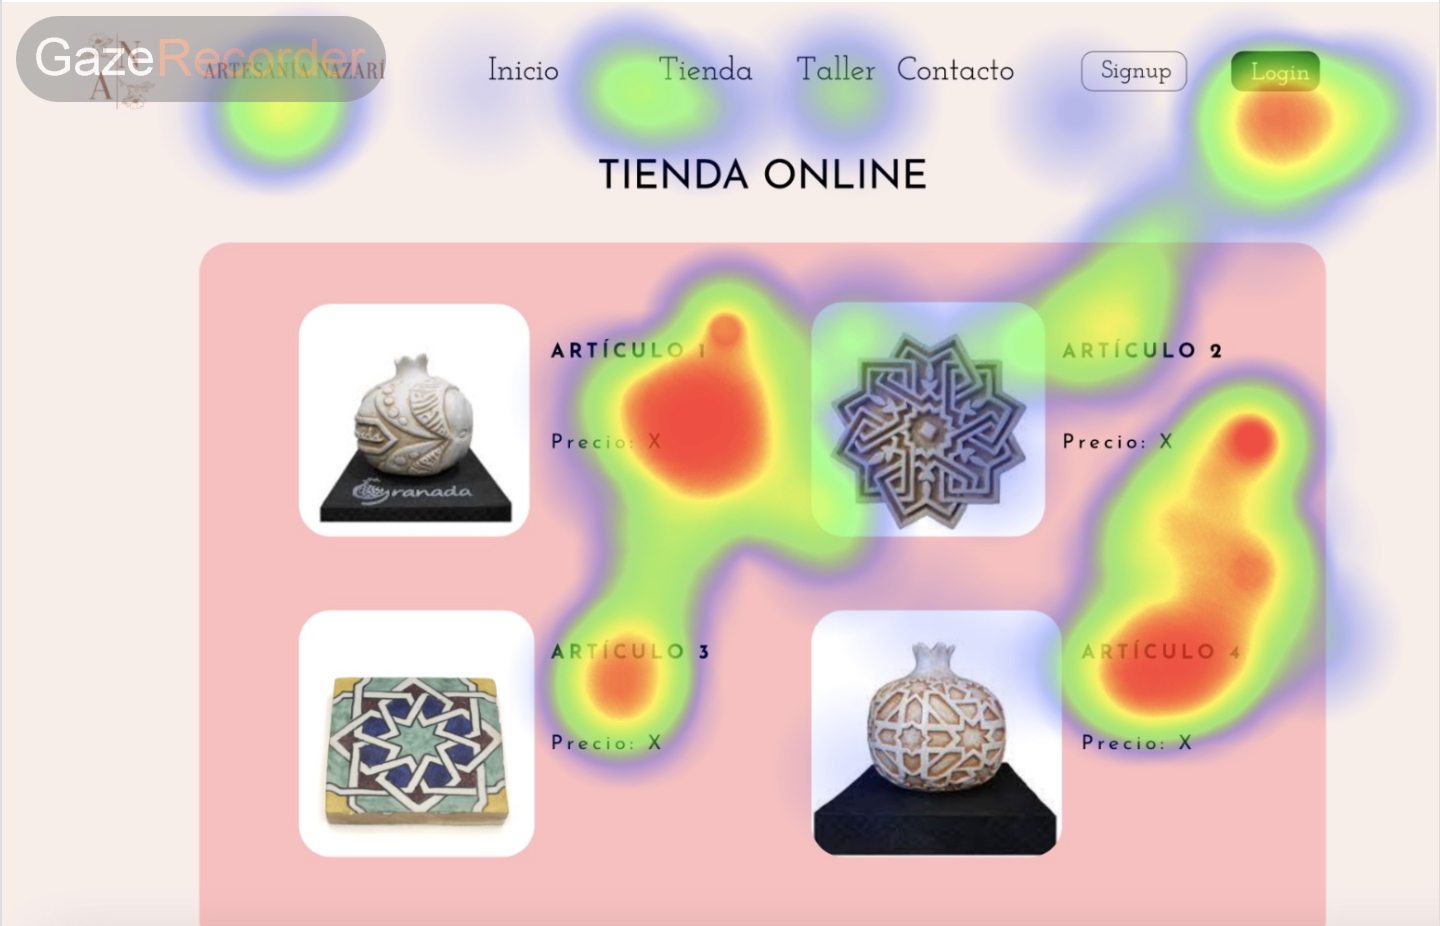 GazeRecorder
N
A
ARTESANÍA NAZARÍ
Inicio Tienda Taller Contacto Signup Login
TIENDA ONLINE
ARTÍCULO 1
Precio: X
Granada
ARTÍCULO 2
Precio: X
ARTÍCULO 3
Precio: X
ARTÍCULO 4
Precio: X